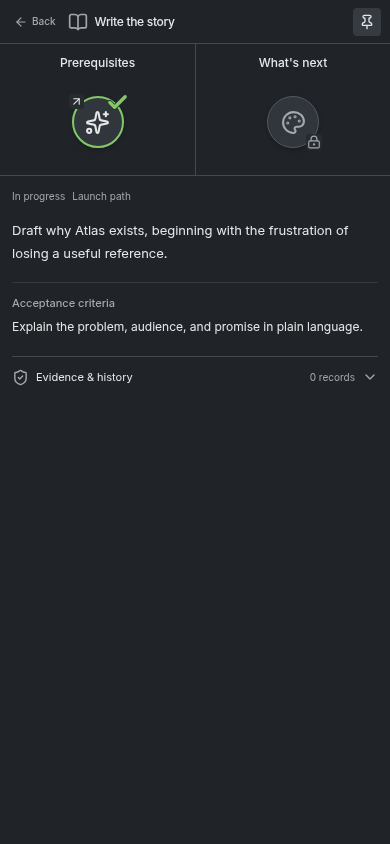 Back
Write the story
Prerequisites
What's next
In progress Launch path
Draft why Atlas exists, beginning with the frustration of
losing a useful reference.
Acceptance criteria
Explain the problem, audience, and promise in plain language.
Evidence & history
0 records